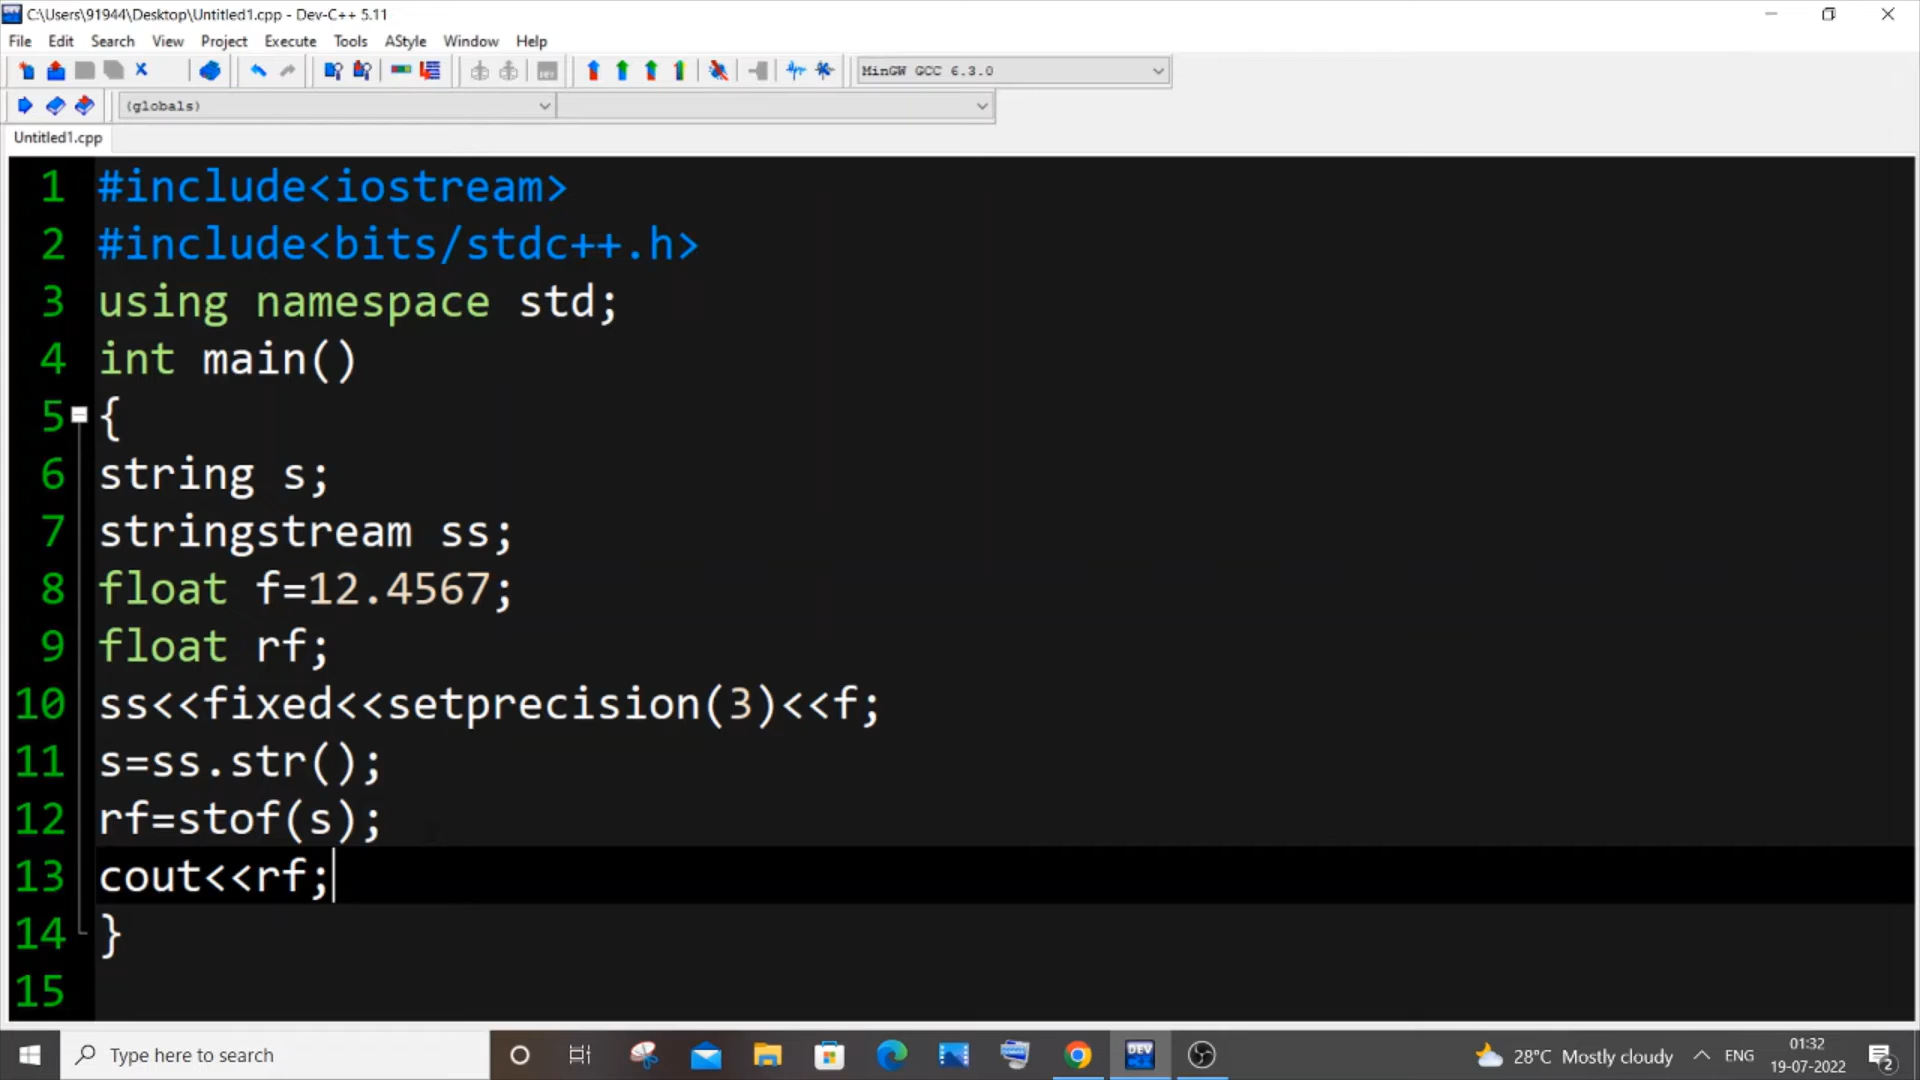 C:\Users\91944\Desktop\Untitled1.cpp - Dev-C++ 5.11
File Edit Search View Project Execute Tools AStyle Window Help
MinGW GCC 6.3.0
(globals)
Untitled1.cpp
1 #include<iostream>
2 #include<bits/stdc++.h>
3 using namespace std;
4 int main()
5 {
6 string s;
7 stringstream ss;
8 float f=12.4567;
9 float rf;
10 ss<<fixed<<setprecision(3)<<f;
11 s=ss.str();
12 rf=stof(s);
13 cout<<rf;
14 }
15
Type here to search
DEV
28°C Mostly cloudy
ENG
01:32
19-07-2022
2